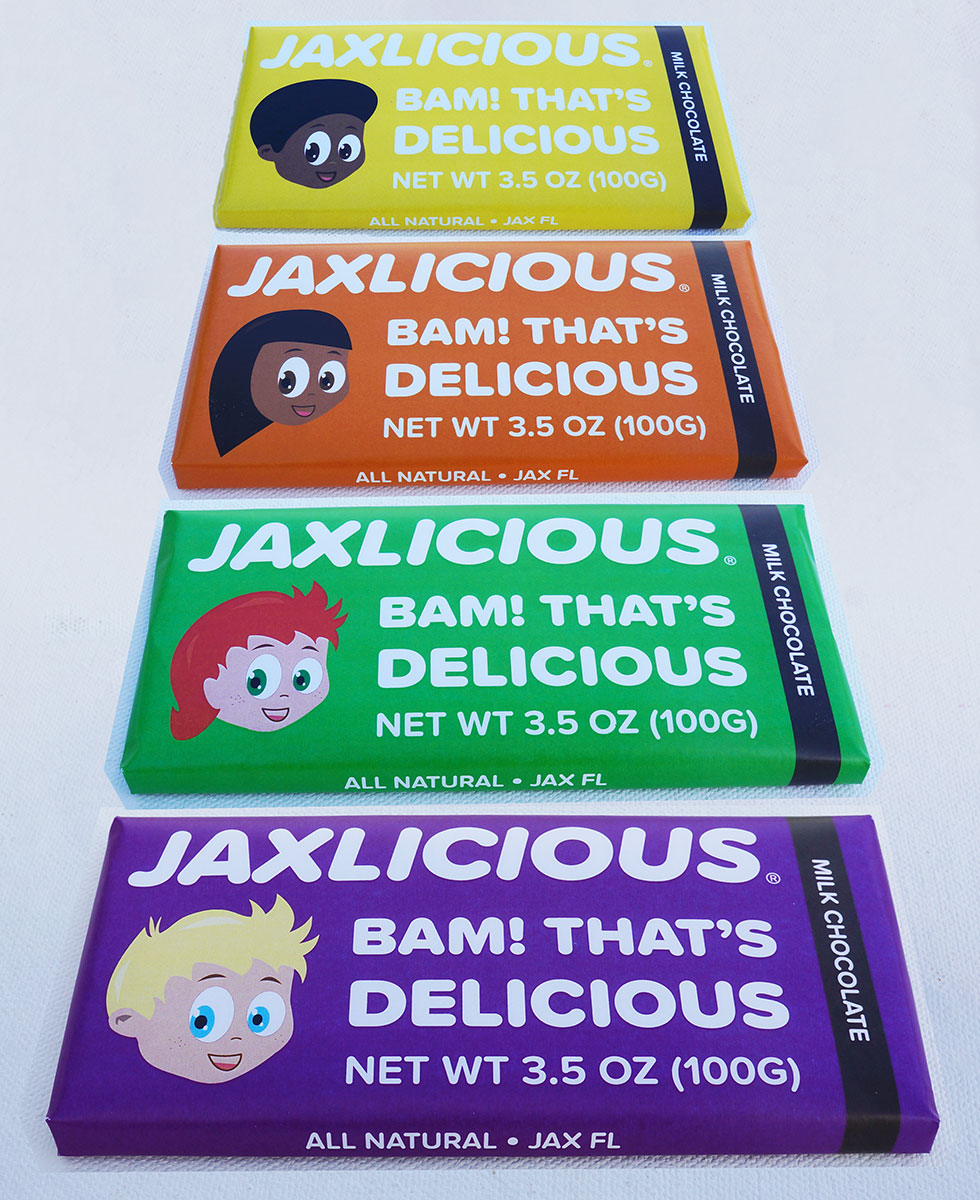 JAXLICIOUS®
BAM! THAT'S
DELICIOUS
NET WT 3.5 OZ (100G)
ALL NATURAL • JAX FL
MILK CHOCOLATE
JAXLICIOUS®
BAM! THAT'S
DELICIOUS
NET WT 3.5 OZ (100G)
ALL NATURAL • JAX FL
MILK CHOCOLATE
JAXLICIOUS®
BAM! THAT'S
DELICIOUS
NET WT 3.5 OZ (100G)
ALL NATURAL • JAX FL
MILK CHOCOLATE
JAXLICIOUS®
BAM! THAT'S
DELICIOUS
NET WT 3.5 OZ (100G)
ALL NATURAL • JAX FL
MILK CHOCOLATE